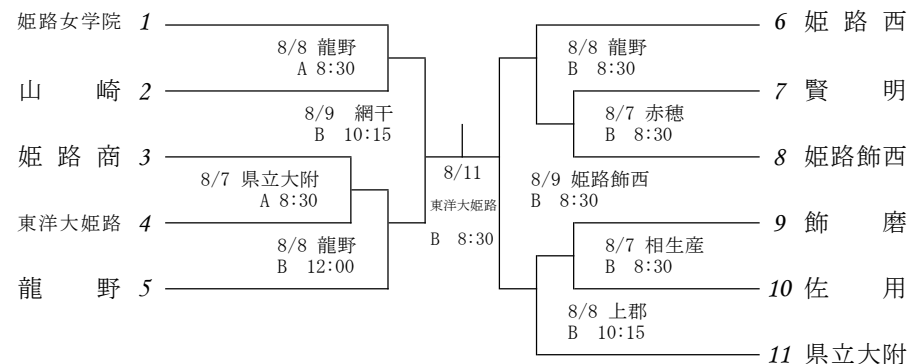 姫路女学院 1
8/8 龍野
A 8:30
山崎 2
8/9 網干
B 10:15
姫路商 3
8/7 県立大附
A 8:30
東洋大姫路 4
8/8 龍野
B 12:00
龍野 5
8/11
東洋大姫路
B 8:30
6 姫路西
8/8 龍野
B 8:30
7 賢明
8/7 赤穂
B 8:30
8 姫路飾西
8/9 姫路飾西
B 8:30
9 飾磨
8/7 相生産
B 8:30
10 佐用
8/8 上郡
B 10:15
11 県立大附